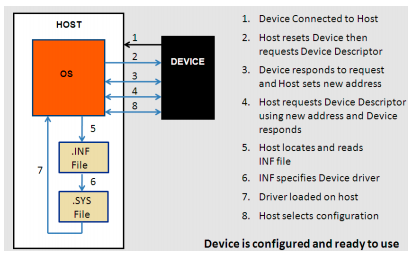 HOST
OS
DEVICE
1
2
3
4
8
5
.INF
File
7
6
.SYS
File
1. Device Connected to Host
2. Host resets Device then
requests Device Descriptor
3. Device responds to request
and Host sets new address
4. Host requests Device Descriptor
using new address and Device
responds
5. Host locates and reads
INF file
6. INF specifies Device driver
7. Driver loaded on host
8. Host selects configuration
Device is configured and ready to use